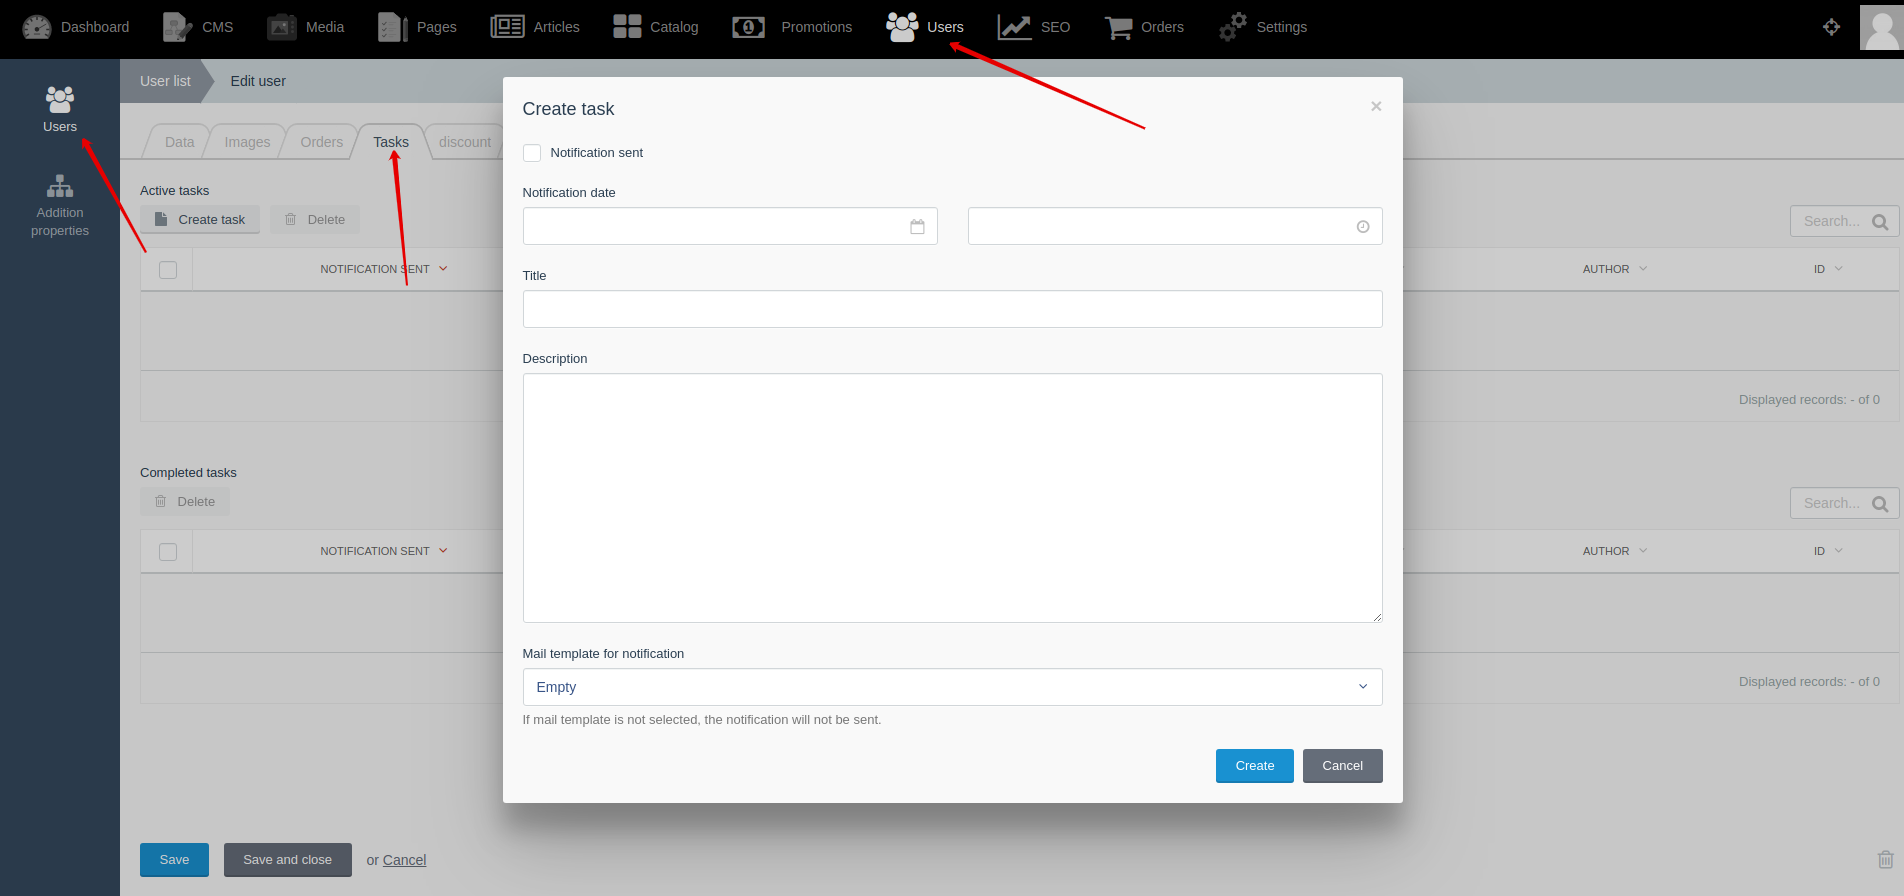 Dashboard CMS Media Pages Articles Catalog Promotions Users SEO Orders Settings
Users
Addition
properties
User list Edit user
Data Images Orders Tasks discount
Active tasks
Create task Delete
Search...
NOTIFICATION SENT AUTHOR ID
Displayed records: - of 0
Completed tasks
Delete
Search...
NOTIFICATION SENT AUTHOR ID
Displayed records: - of 0
Save Save and close or Cancel
Create task ×
Notification sent
Notification date
Title
Description
Mail template for notification
Empty
If mail template is not selected, the notification will not be sent.
Create Cancel